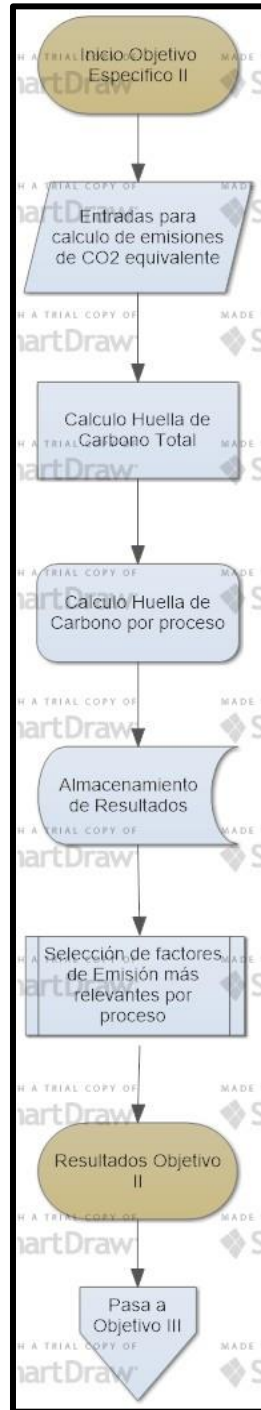 Inicio Objetivo
Especifico II
Entradas para
calculo de emisiones
de CO2 equivalente
Calculo Huella de
Carbono Total
Calculo Huella de
Carbono por proceso
Almacenamiento
de Resultados
Selección de factores
de Emisión más
relevantes por
proceso
Resultados Objetivo
II
Pasa a
Objetivo III